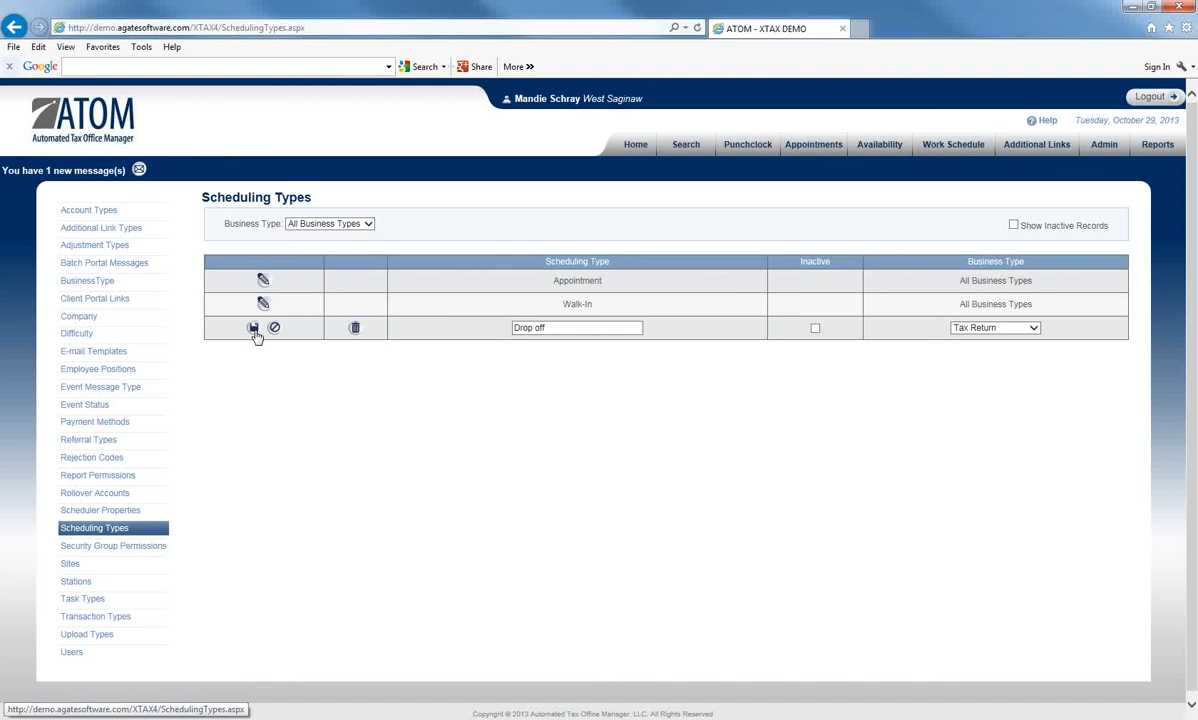 http://demo.agatesoftware.com/XTAX4/SchedulingTypes.aspx
ATOM - XTAX DEMO
File Edit View Favorites Tools Help
x Google Search Share More » Sign In
ATOM
Automated Tax Office Manager
Mandie Schray West Saginaw
Logout
Help Tuesday, October 29, 2013
Home Search Punchclock Appointments Availability Work Schedule Additional Links Admin Reports
You have 1 new message(s)
Account Types
Additional Link Types
Adjustment Types
Batch Portal Messages
BusinessType
Client Portal Links
Company
Difficulty
E-mail Templates
Employee Positions
Event Message Type
Event Status
Payment Methods
Referral Types
Rejection Codes
Report Permissions
Rollover Accounts
Scheduler Properties
Scheduling Types
Security Group Permissions
Sites
Stations
Task Types
Transaction Types
Upload Types
Users
Scheduling Types
Business Type: All Business Types Show Inactive Records
Scheduling Type Inactive Business Type
Appointment All Business Types
Walk-In All Business Types
Drop off Tax Return
http://demo.agatesoftware.com/XTAX4/SchedulingTypes.aspx
Copyright © 2013 Automated Tax Office Manager, LLC. All Rights Reserved